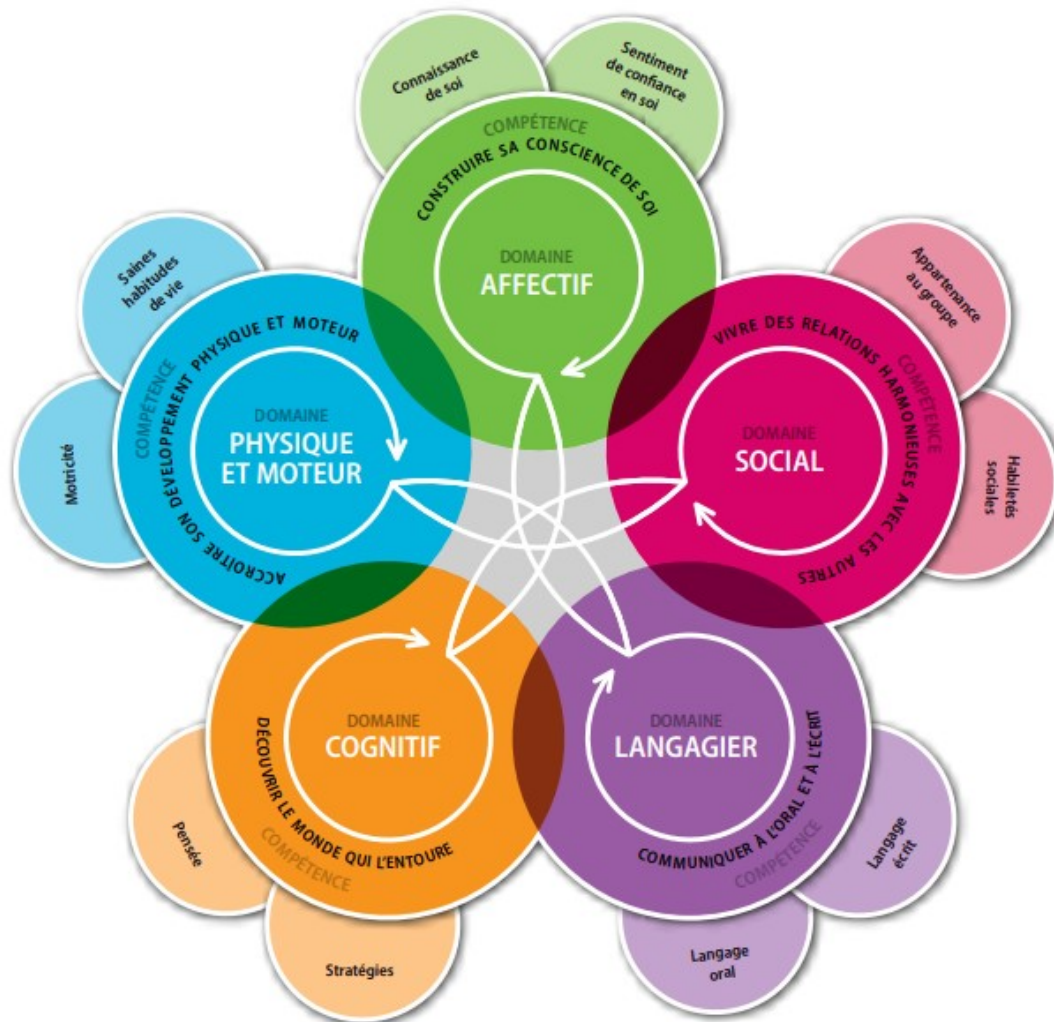 Connaissance
de soi
Sentiment
de confiance
en soi
COMPÉTENCE
CONSTRUIRE SA CONSCIENCE DE SOI
DOMAINE
AFFECTIF
Saines
habitudes
de vie
Motricité
COMPÉTENCE
ACCROÎTRE SON DÉVELOPPEMENT PHYSIQUE ET MOTEUR
DOMAINE
PHYSIQUE
ET MOTEUR
Appartenance
au groupe
Habiletés
sociales
COMPÉTENCE
VIVRE DES RELATIONS HARMONIEUSES AVEC LES AUTRES
DOMAINE
SOCIAL
DOMAINE
COGNITIF
DÉCOUVRIR LE MONDE QUI L'ENTOURE
COMPÉTENCE
Pensée
Stratégies
DOMAINE
LANGAGIER
COMMUNIQUER À L'ORAL ET À L'ÉCRIT
COMPÉTENCE
Langage
écrit
Langage
oral